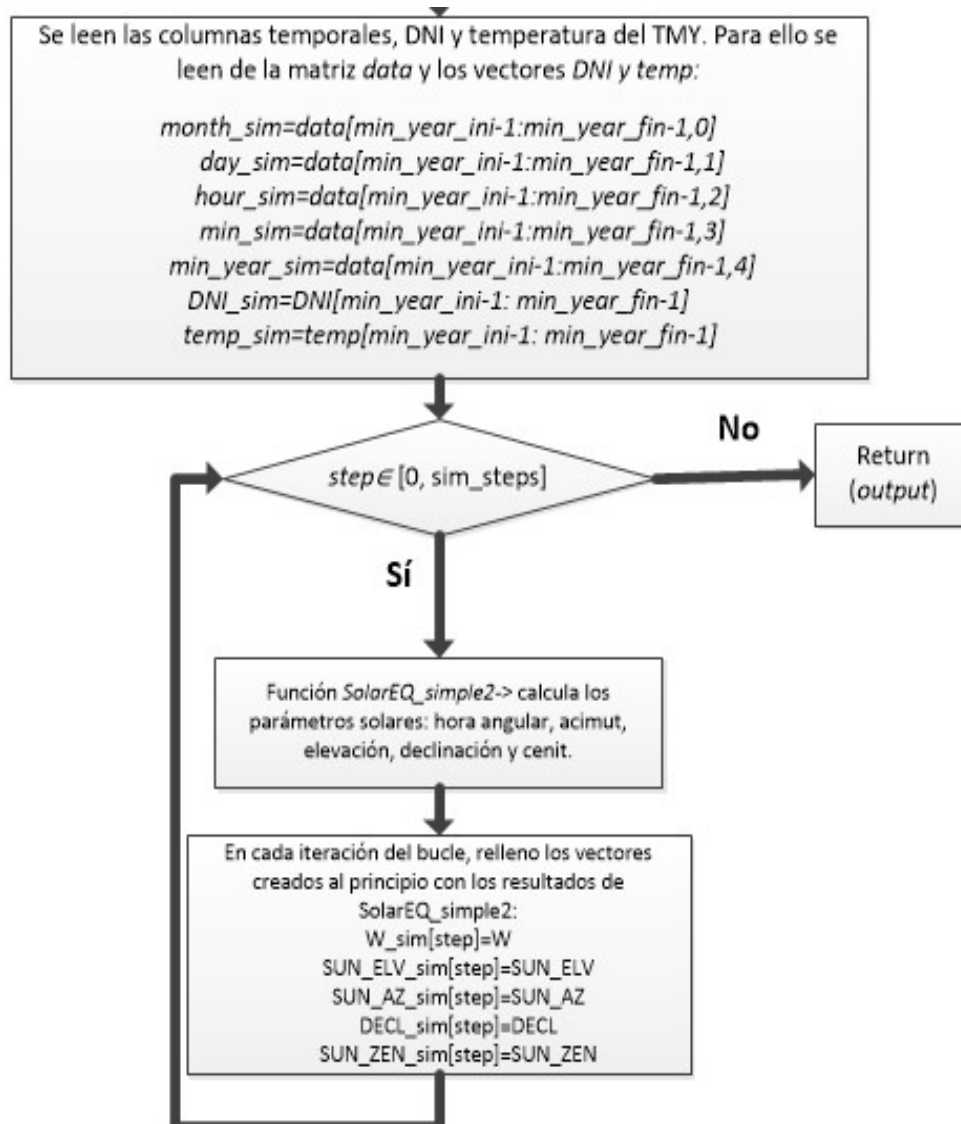 Se leen las columnas temporales, DNI y temperatura del TMY. Para ello se
leen de la matriz data y los vectores DNI y temp:
month_sim=data[min_year_ini-1:min_year_fin-1,0]
day_sim=data[min_year_ini-1:min_year_fin-1,1]
hour_sim=data[min_year_ini-1:min_year_fin-1,2]
min_sim=data[min_year_ini-1:min_year_fin-1,3]
min_year_sim=data[min_year_ini-1:min_year_fin-1,4]
DNI_sim=DNI[min_year_ini-1: min_year_fin-1]
temp_sim=temp[min_year_ini-1: min_year_fin-1]
step∈ [0, sim_steps]
No
Return
(output)
Sí
Función SolarEQ_simple2-> calcula los
parámetros solares: hora angular, acimut,
elevación, declinación y cenit.
En cada iteración del bucle, relleno los vectores
creados al principio con los resultados de
SolarEQ_simple2:
W_sim[step]=W
SUN_ELV_sim[step]=SUN_ELV
SUN_AZ_sim[step]=SUN_AZ
DECL_sim[step]=DECL
SUN_ZEN_sim[step]=SUN_ZEN